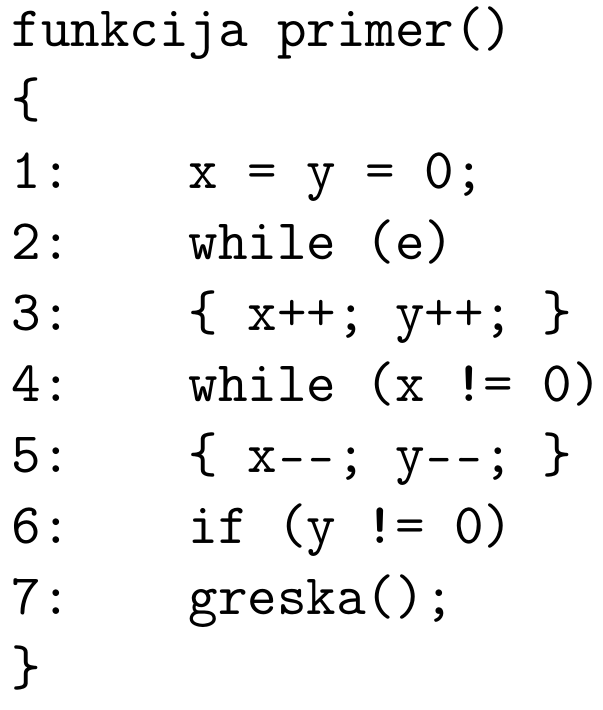 funkcija primer()
{
1:    x = y = 0;
2:    while (e)
3:    { x++; y++; }
4:    while (x != 0)
5:    { x--; y--; }
6:    if (y != 0)
7:    greska();
}